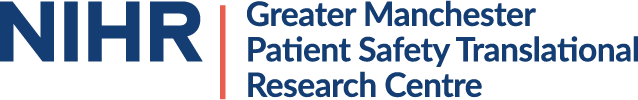 NIHR
Greater Manchester
Patient Safety Translational
Research Centre